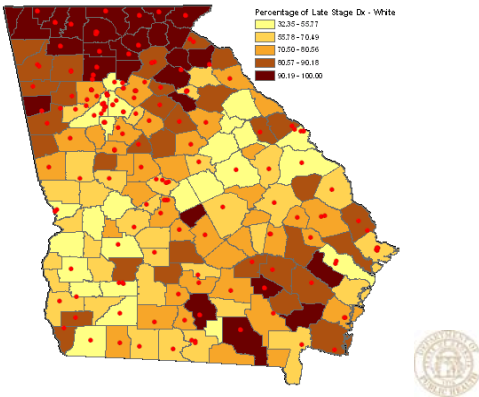 Percentage of Late Stage Dx - White
32.35 - 55.77
55.78 - 70.49
70.50 - 80.56
80.57 - 90.18
90.19 - 100.00